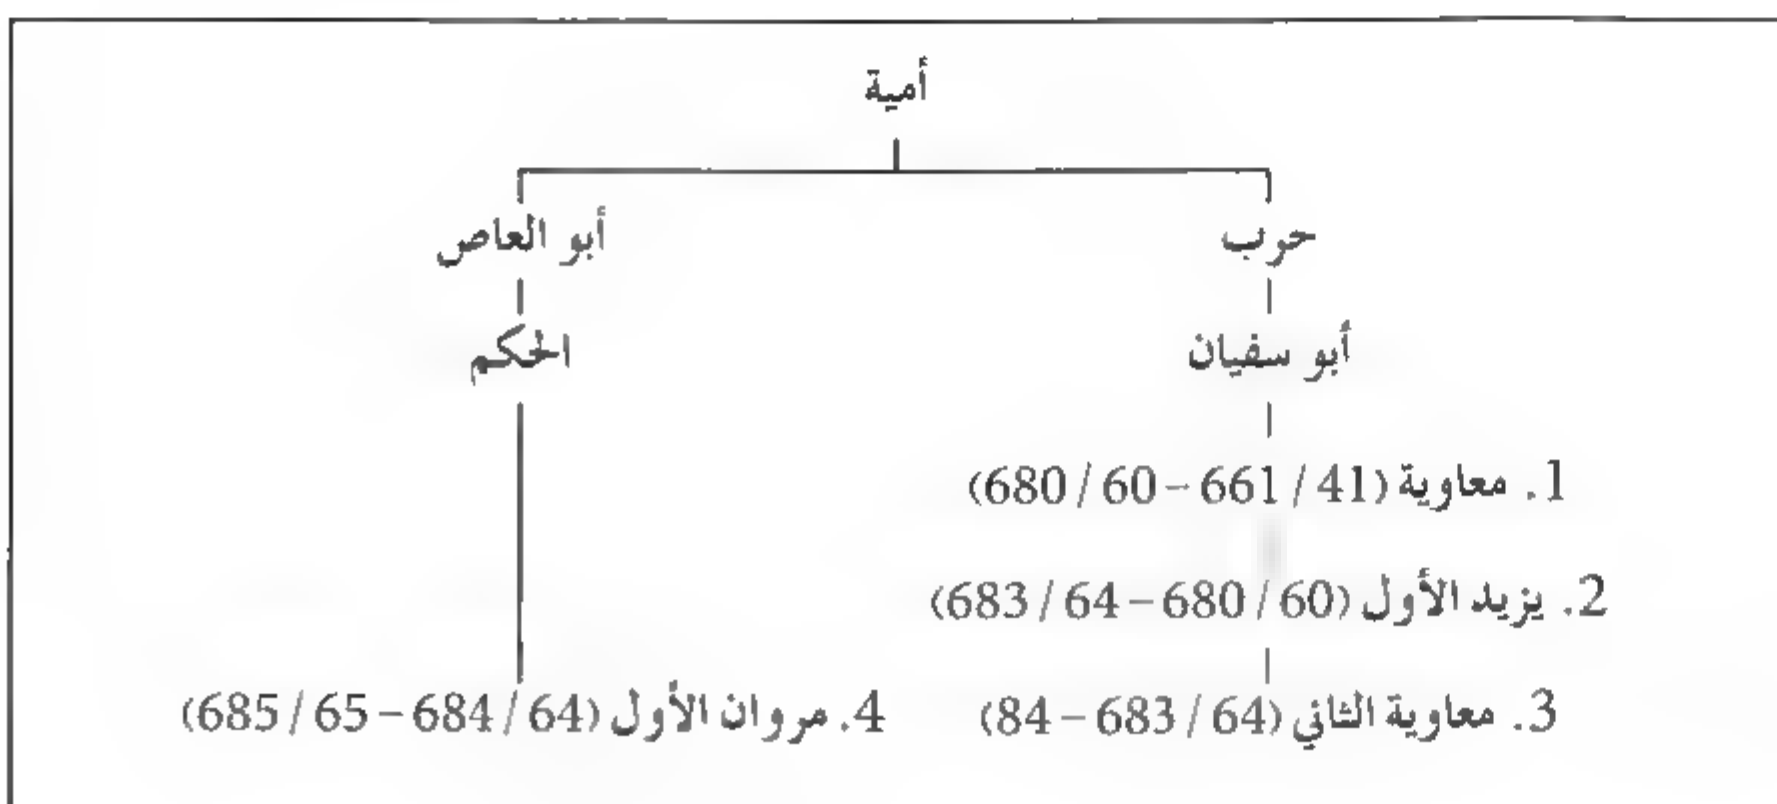 أمية
حرب
أبو العاص
أبو سفيان
الحكم
1. معاوية (41/661–60/680)
2. يزيد الأول (60/680–64/683)
3. معاوية الثاني (64/683–84)
4. مروان الأول (64/684–65/685)